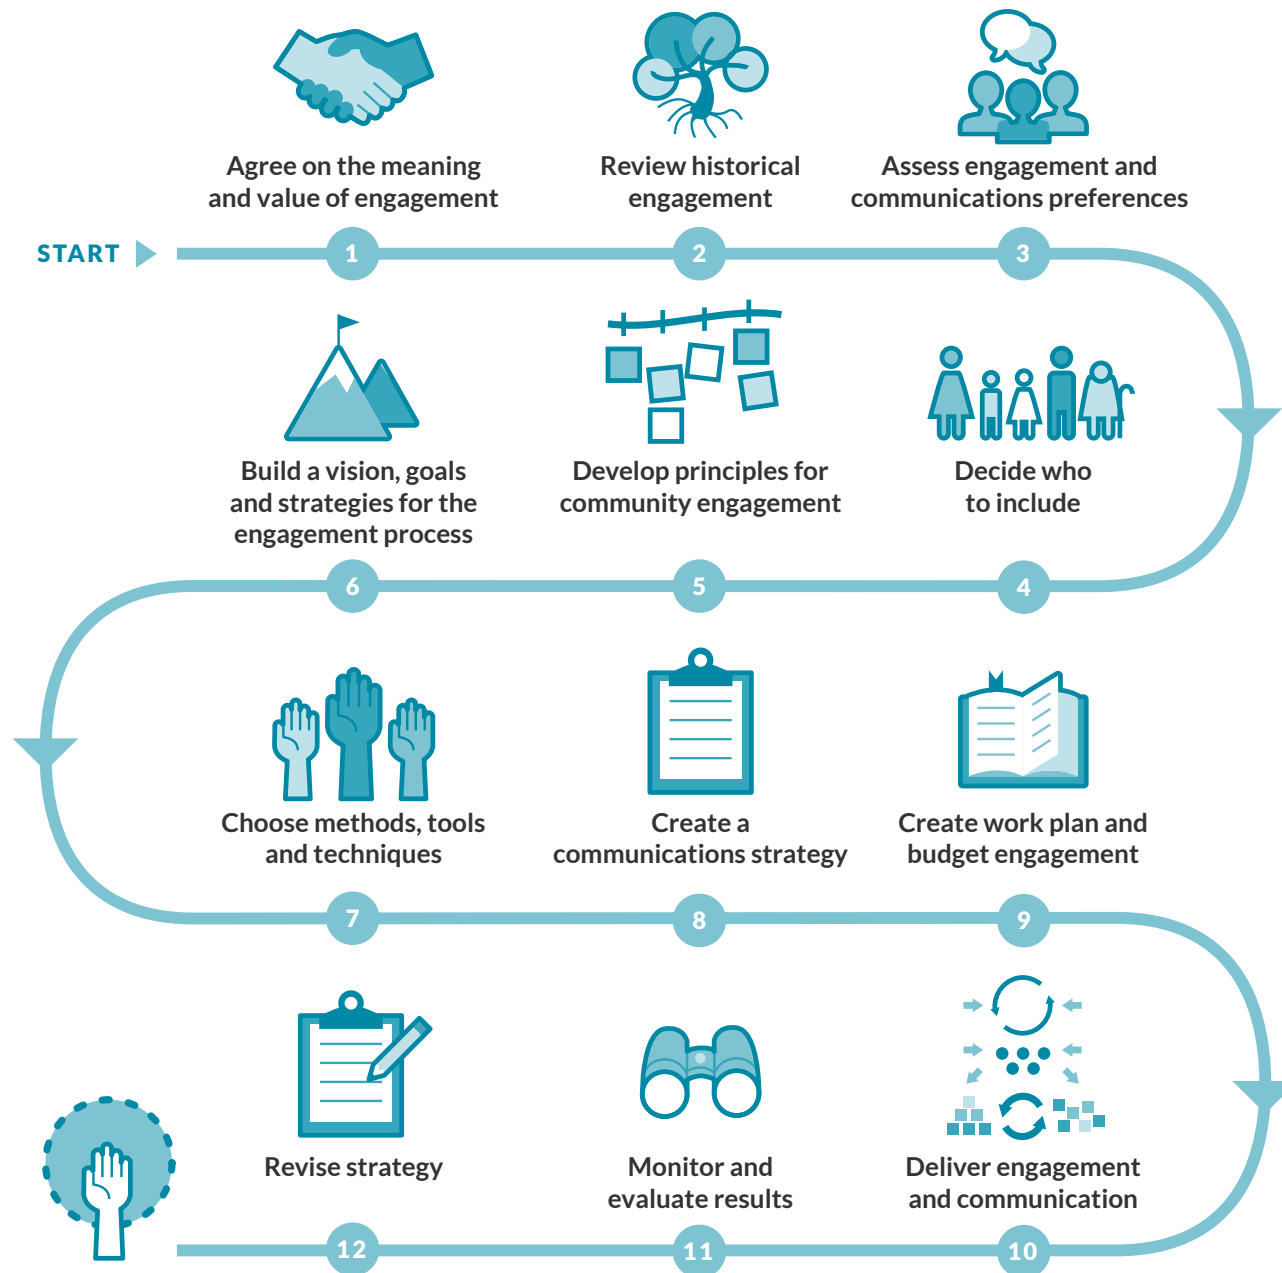 Agree on the meaning
and value of engagement
Review historical
engagement
Assess engagement and
communications preferences
START
1
2
3
Build a vision, goals
and strategies for the
engagement process
Develop principles for
community engagement
Decide who
to include
6
5
4
Choose methods, tools
and techniques
Create a
communications strategy
Create work plan and
budget engagement
7
8
9
Revise strategy
Monitor and
evaluate results
Deliver engagement
and communication
12
11
10